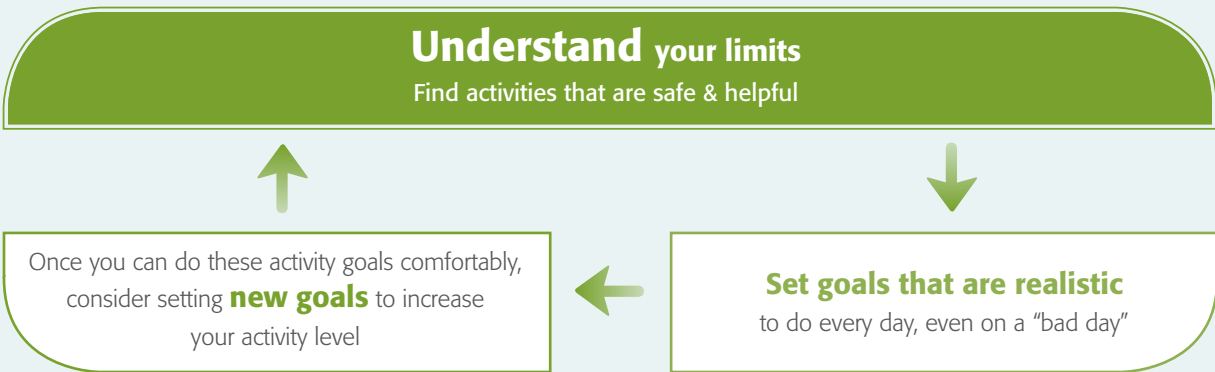 Understand your limits
Find activities that are safe & helpful
Once you can do these activity goals comfortably,
consider setting new goals to increase
your activity level
Set goals that are realistic
to do every day, even on a “bad day”